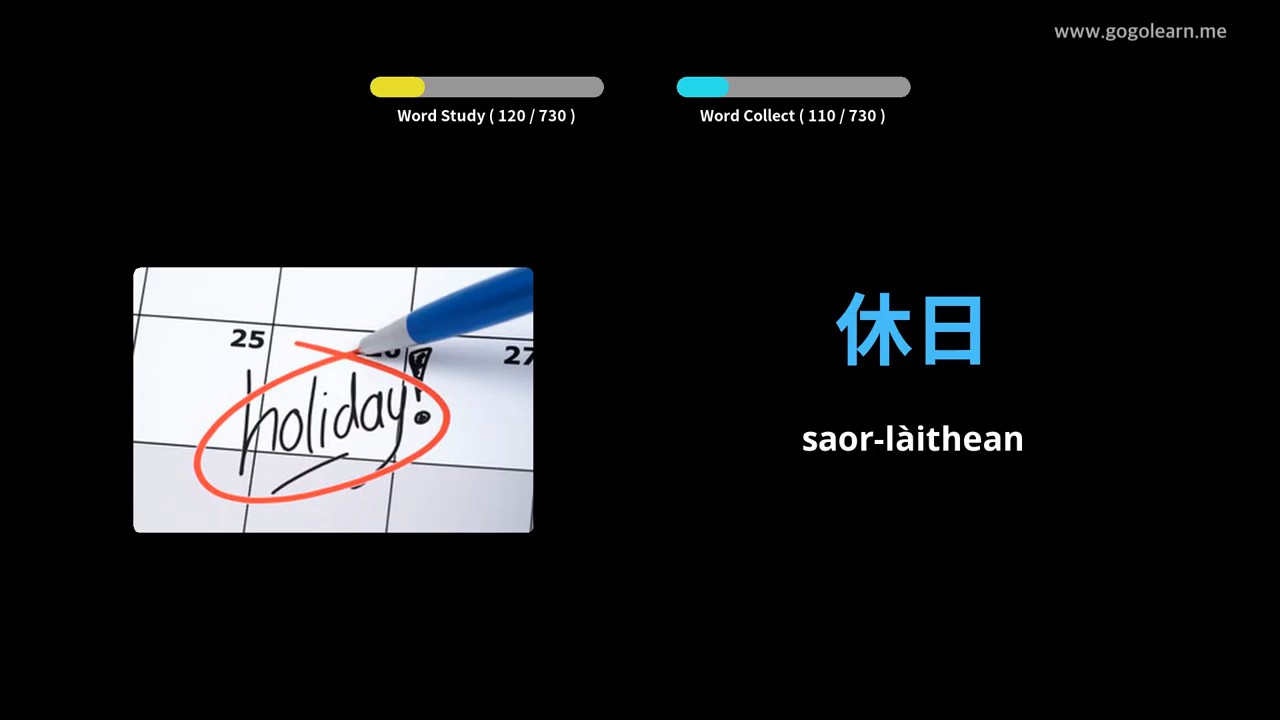 www.gogolearn.me
Word Study ( 120 / 730 )
Word Collect ( 110 / 730 )
25
27
holiday!
休日
saor-làithean